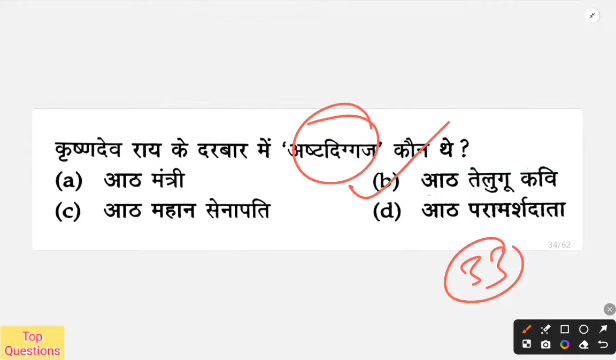 कृष्णदेव राय के दरबार में ‘अष्टदिग्गज’ कौन थे ?
(a) आठ मंत्री (b) आठ तेलुगू कवि
(c) आठ महान सेनापति (d) आठ परामर्शदाता
34/62
33
Top
Questions